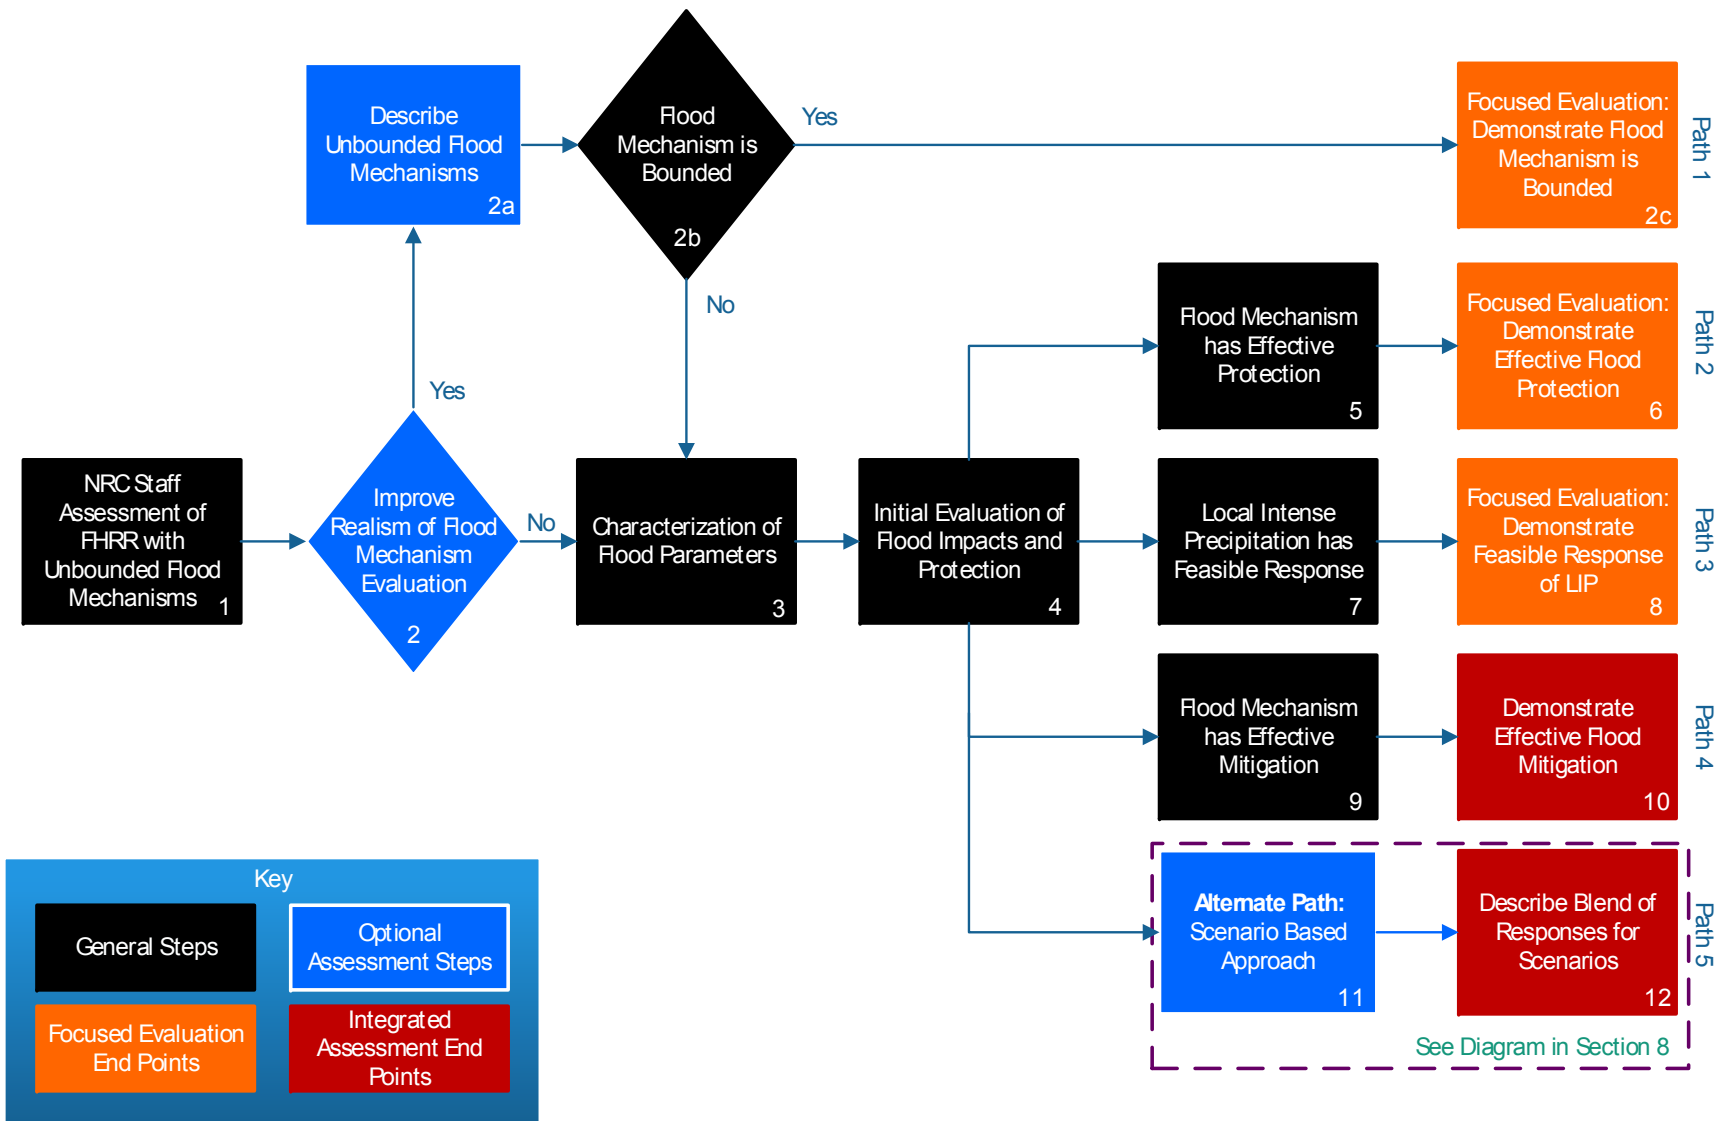 Describe
Unbounded Flood
Mechanisms
2a
Flood
Mechanism is
Bounded
2b
Yes
Focused Evaluation:
Demonstrate Flood
Mechanism is
Bounded
2c
Path 1
No
Yes
Flood Mechanism
has Effective
Protection
5
Focused Evaluation:
Demonstrate
Effective Flood
Protection
6
Path 2
NRC Staff
Assessment of
FHRR with
Unbounded Flood
Mechanisms
1
Improve
Realism of Flood
Mechanism
Evaluation
2
No
Characterization of
Flood Parameters
3
Initial Evaluation of
Flood Impacts and
Protection
4
Local Intense
Precipitation has
Feasible Response
7
Focused Evaluation:
Demonstrate
Feasible Response
of LIP
8
Path 3
Flood Mechanism
has Effective
Mitigation
9
Demonstrate
Effective Flood
Mitigation
10
Path 4
Alternate Path:
Scenario Based
Approach
11
Describe Blend of
Responses for
Scenarios
12
Path 5
See Diagram in Section 8
Key
General Steps
Optional
Assessment Steps
Focused Evaluation
End Points
Integrated
Assessment End
Points